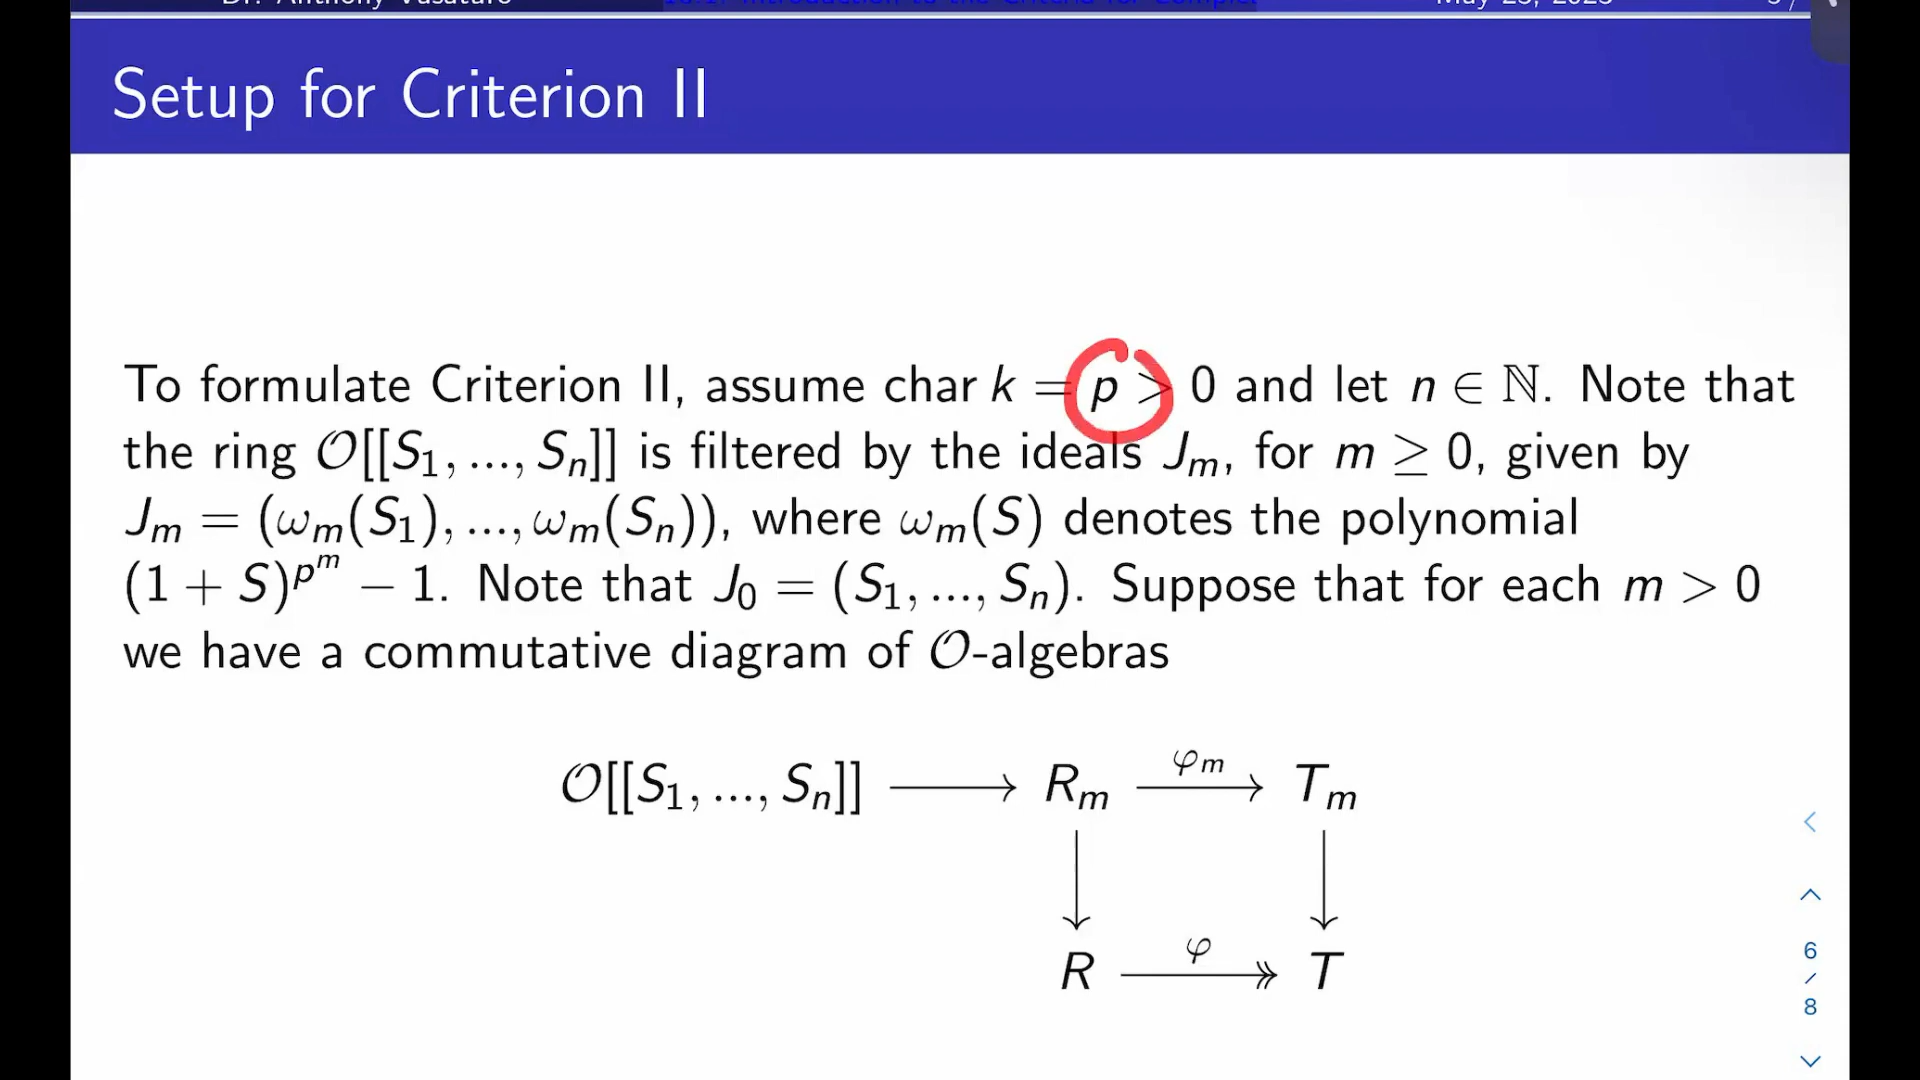 Setup for Criterion II
To formulate Criterion II, assume char k = p > 0 and let n ∈ ℕ. Note that
the ring 𝒪[[S₁, ..., Sₙ]] is filtered by the ideals Jₘ, for m ≥ 0, given by
Jₘ = (ωₘ(S₁), ..., ωₘ(Sₙ)), where ωₘ(S) denotes the polynomial
(1 + S)^{p^m} − 1. Note that J₀ = (S₁, ..., Sₙ). Suppose that for each m > 0
we have a commutative diagram of 𝒪-algebras
𝒪[[S₁, ..., Sₙ]] ⟶ Rₘ ⟶ Tₘ
φₘ
R ↠ T
φ
6
/
8